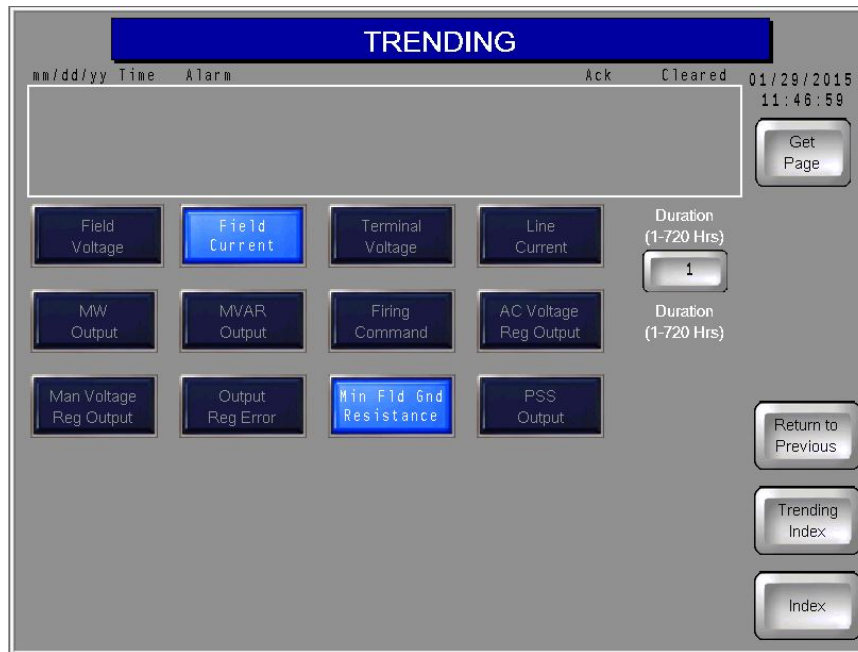 TRENDING
mm/dd/yy Time Alarm Ack Cleared
01/29/2015
11:46:59
Get
Page
Field
Voltage
Field
Current
Terminal
Voltage
Line
Current
Duration
(1-720 Hrs)
1
MW
Output
MVAR
Output
Firing
Command
AC Voltage
Reg Output
Duration
(1-720 Hrs)
Man Voltage
Reg Output
Output
Reg Error
Min Fld Gnd
Resistance
PSS
Output
Return to
Previous
Trending
Index
Index